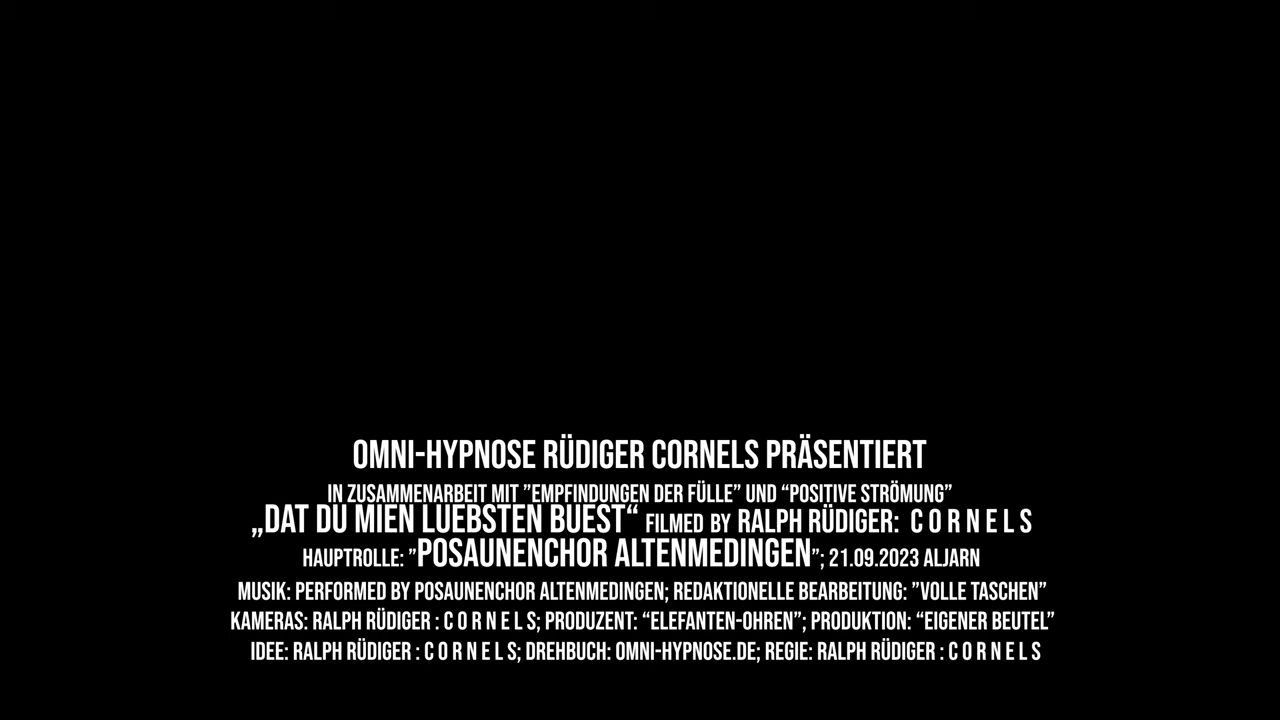 OMNI-HYPNOSE RÜDIGER CORNELS PRÄSENTIERT
IN ZUSAMMENARBEIT MIT ”EMPFINDUNGEN DER FÜLLE” UND “POSITIVE STRÖMUNG”
„DAT DU MIEN LUEBSTEN BUEST“ FILMED BY RALPH RÜDIGER: C O R N E L S
HAUPTROLLE: ”POSAUNENCHOR ALTENMEDINGEN”; 21.09.2023 ALJARN
MUSIK: PERFORMED BY POSAUNENCHOR ALTENMEDINGEN; REDAKTIONELLE BEARBEITUNG: ”VOLLE TASCHEN”
KAMERAS: RALPH RÜDIGER : C O R N E L S; PRODUZENT: “ELEFANTEN-OHREN”; PRODUKTION: “EIGENER BEUTEL”
IDEE: RALPH RÜDIGER : C O R N E L S; DREHBUCH: OMNI-HYPNOSE.DE; REGIE: RALPH RÜDIGER : C O R N E L S